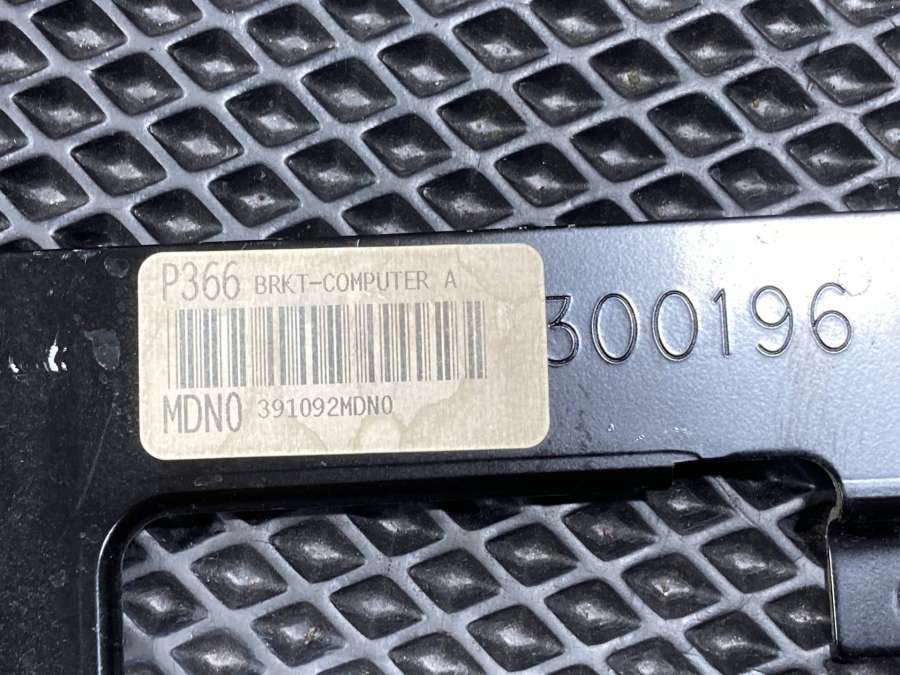 P366 BRKT-COMPUTER A
MDN0 391092MDN0
300196